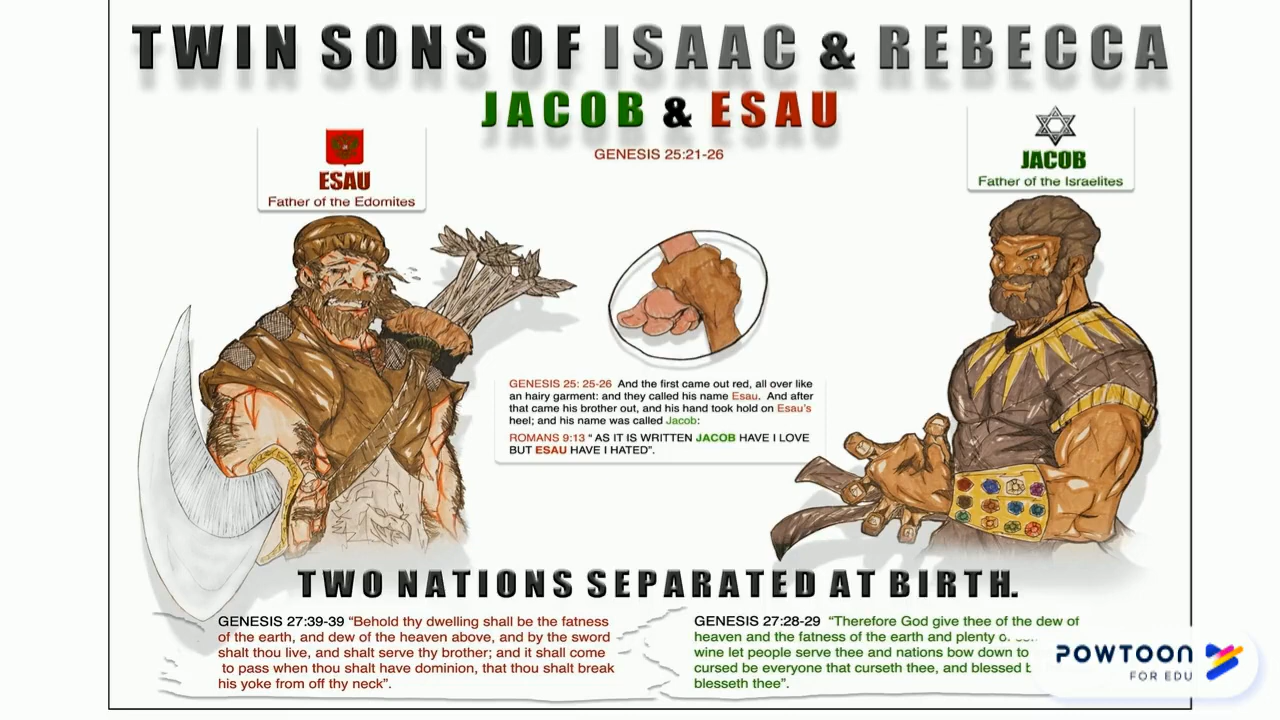 TWIN SONS OF ISAAC & REBECCA
JACOB & ESAU
GENESIS 25:21-26
ESAU
Father of the Edomites
JACOB
Father of the Israelites
GENESIS 25: 25-26 And the first came out red, all over like
an hairy garment: and they called his name Esau. And after
that came his brother out, and his hand took hold on Esau's
heel; and his name was called Jacob:
ROMANS 9:13 “ AS IT IS WRITTEN JACOB HAVE I LOVE
BUT ESAU HAVE I HATED”.
TWO NATIONS SEPARATED AT BIRTH.
GENESIS 27:39-39 “Behold thy dwelling shall be the fatness
of the earth, and dew of the heaven above, and by the sword
shalt thou live, and shalt serve thy brother; and it shall come
to pass when thou shalt have dominion, that thou shalt break
his yoke from off thy neck”.
GENESIS 27:28-29 “Therefore God give thee of the dew of
heaven and the fatness of the earth and plenty
wine let people serve thee and nations bow down to
cursed be everyone that curseth thee, and blessed
blesseth thee”.
POWTOON
FOR EDU